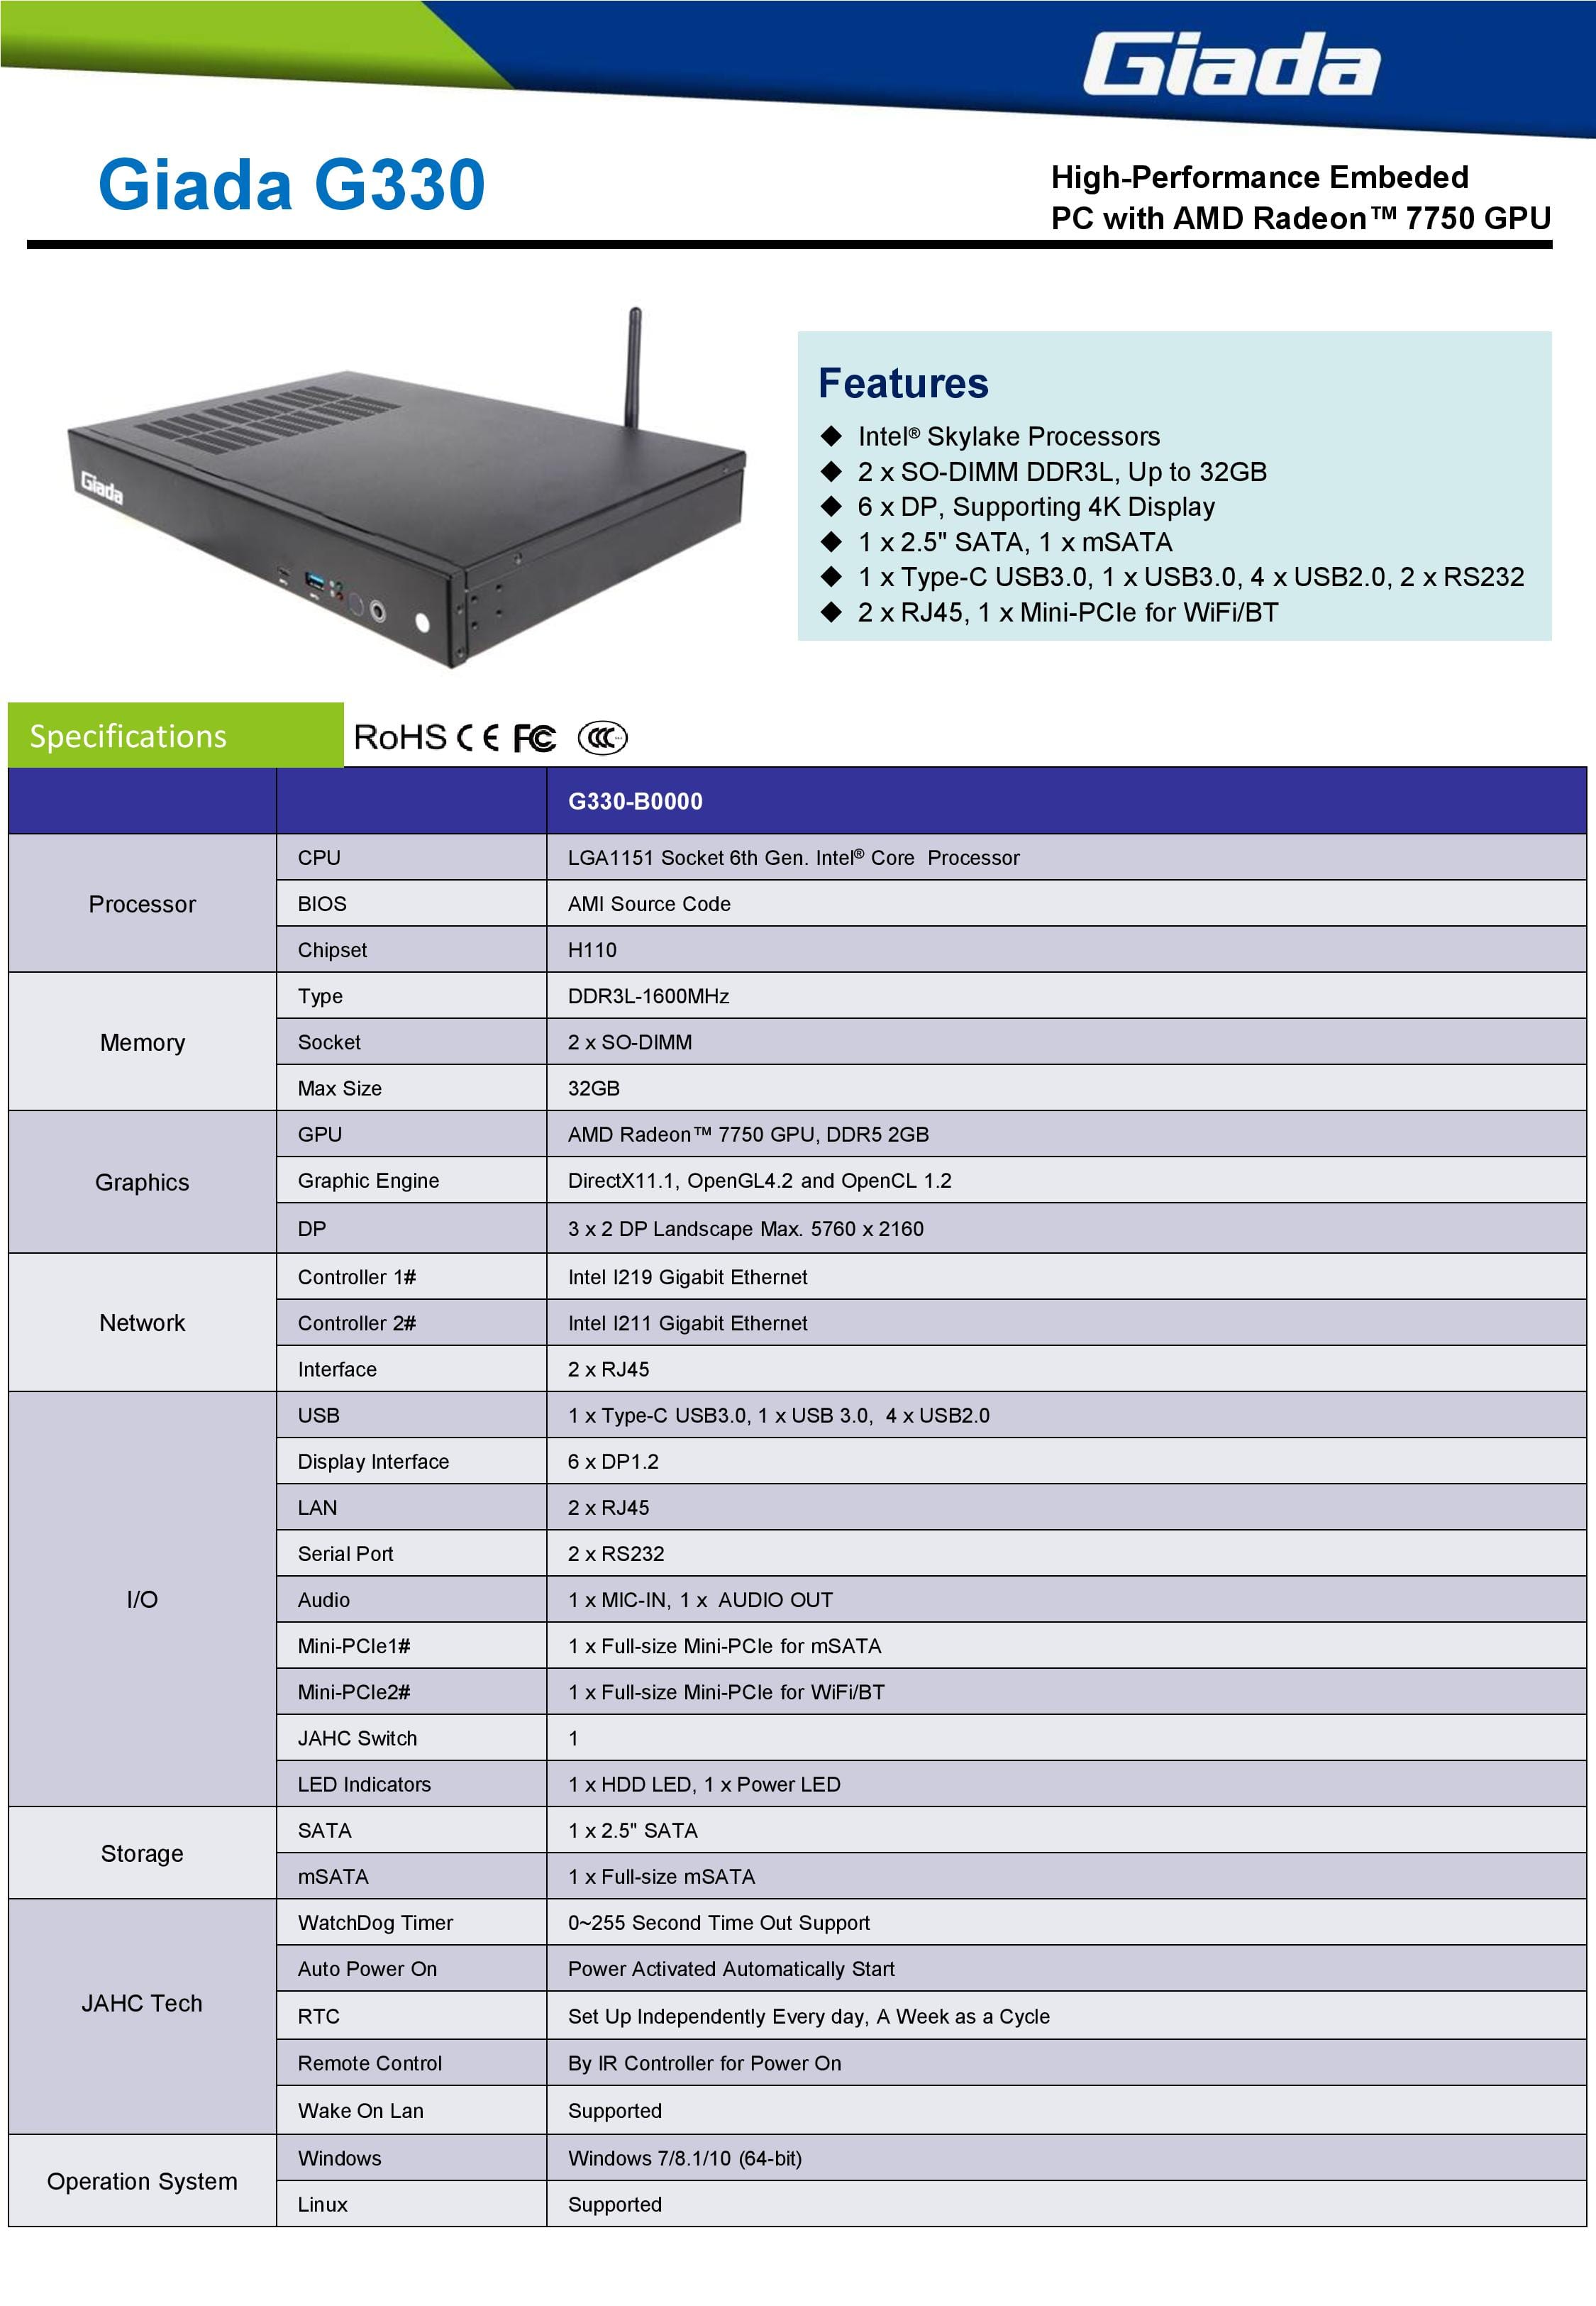 Giada
Giada G330
High-Performance Embeded
PC with AMD Radeon™ 7750 GPU
Giada
Features
◆ Intel® Skylake Processors
◆ 2 x SO-DIMM DDR3L, Up to 32GB
◆ 6 x DP, Supporting 4K Display
◆ 1 x 2.5" SATA, 1 x mSATA
◆ 1 x Type-C USB3.0, 1 x USB3.0, 4 x USB2.0, 2 x RS232
◆ 2 x RJ45, 1 x Mini-PCIe for WiFi/BT
Specifications RoHS CE FC CCC
G330-B0000
Processor
CPU LGA1151 Socket 6th Gen. Intel® Core Processor
BIOS AMI Source Code
Chipset H110
Memory
Type DDR3L-1600MHz
Socket 2 x SO-DIMM
Max Size 32GB
Graphics
GPU AMD Radeon™ 7750 GPU, DDR5 2GB
Graphic Engine DirectX11.1, OpenGL4.2 and OpenCL 1.2
DP 3 x 2 DP Landscape Max. 5760 x 2160
Network
Controller 1# Intel I219 Gigabit Ethernet
Controller 2# Intel I211 Gigabit Ethernet
Interface 2 x RJ45
I/O
USB 1 x Type-C USB3.0, 1 x USB 3.0, 4 x USB2.0
Display Interface 6 x DP1.2
LAN 2 x RJ45
Serial Port 2 x RS232
Audio 1 x MIC-IN, 1 x AUDIO OUT
Mini-PCIe1# 1 x Full-size Mini-PCIe for mSATA
Mini-PCIe2# 1 x Full-size Mini-PCIe for WiFi/BT
JAHC Switch 1
LED Indicators 1 x HDD LED, 1 x Power LED
Storage
SATA 1 x 2.5" SATA
mSATA 1 x Full-size mSATA
JAHC Tech
WatchDog Timer 0~255 Second Time Out Support
Auto Power On Power Activated Automatically Start
RTC Set Up Independently Every day, A Week as a Cycle
Remote Control By IR Controller for Power On
Wake On Lan Supported
Operation System
Windows Windows 7/8.1/10 (64-bit)
Linux Supported